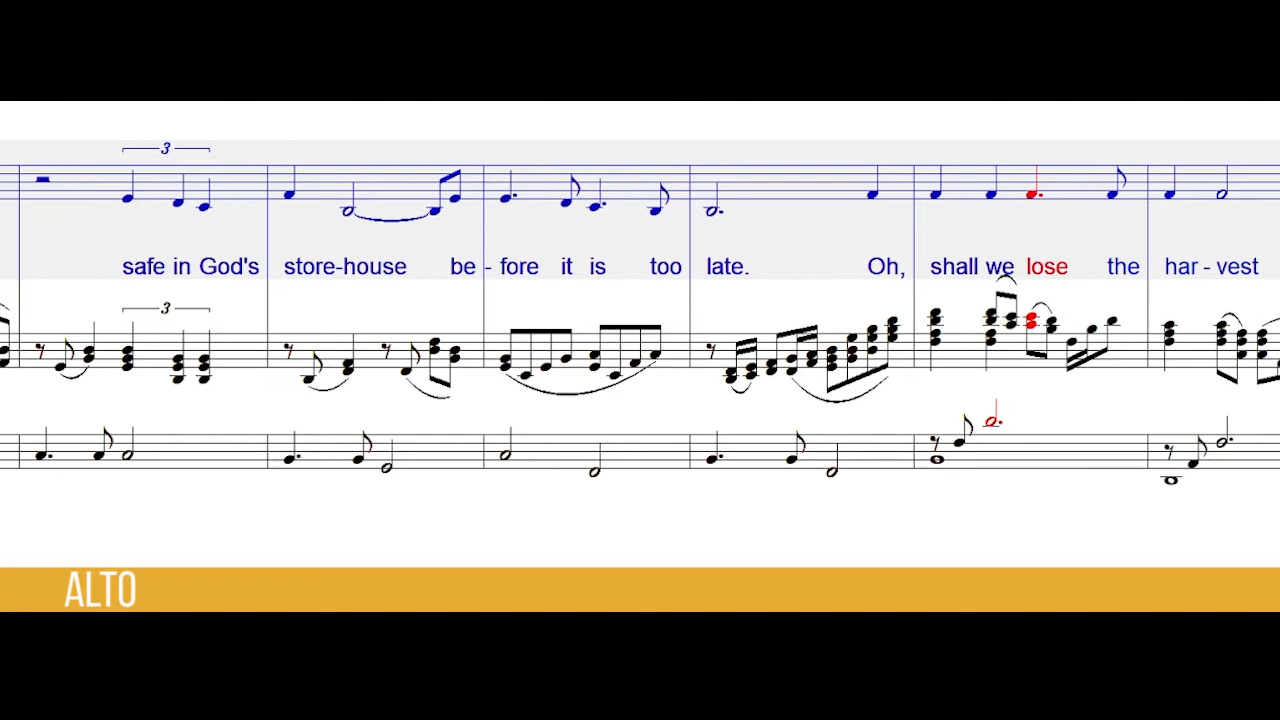 3
safe in God's store-house be - fore it is too late. Oh, shall we lose the har - vest
3
ALTO